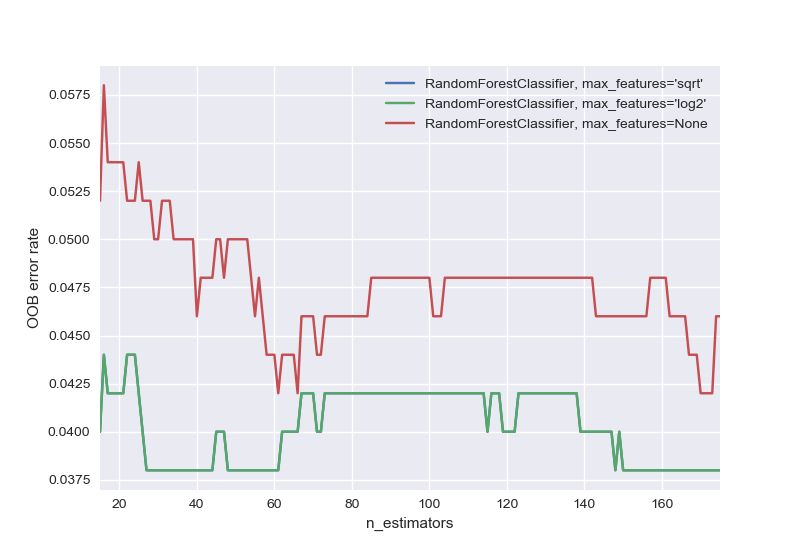 RandomForestClassifier, max_features='sqrt'
RandomForestClassifier, max_features='log2'
RandomForestClassifier, max_features=None
0.0575
0.0550
0.0525
0.0500
0.0475
0.0450
0.0425
0.0400
0.0375
OOB error rate
20 40 60 80 100 120 140 160
n_estimators